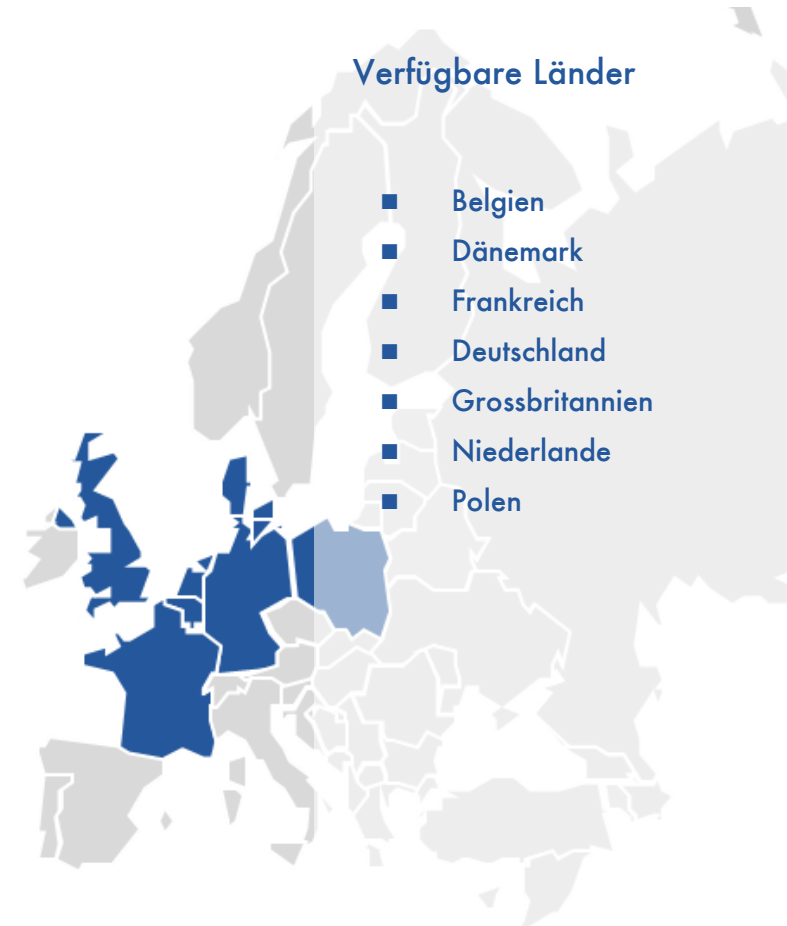 Verfügbare Länder
Belgien
Dänemark
Frankreich
Deutschland
Grossbritannien
Niederlande
Polen